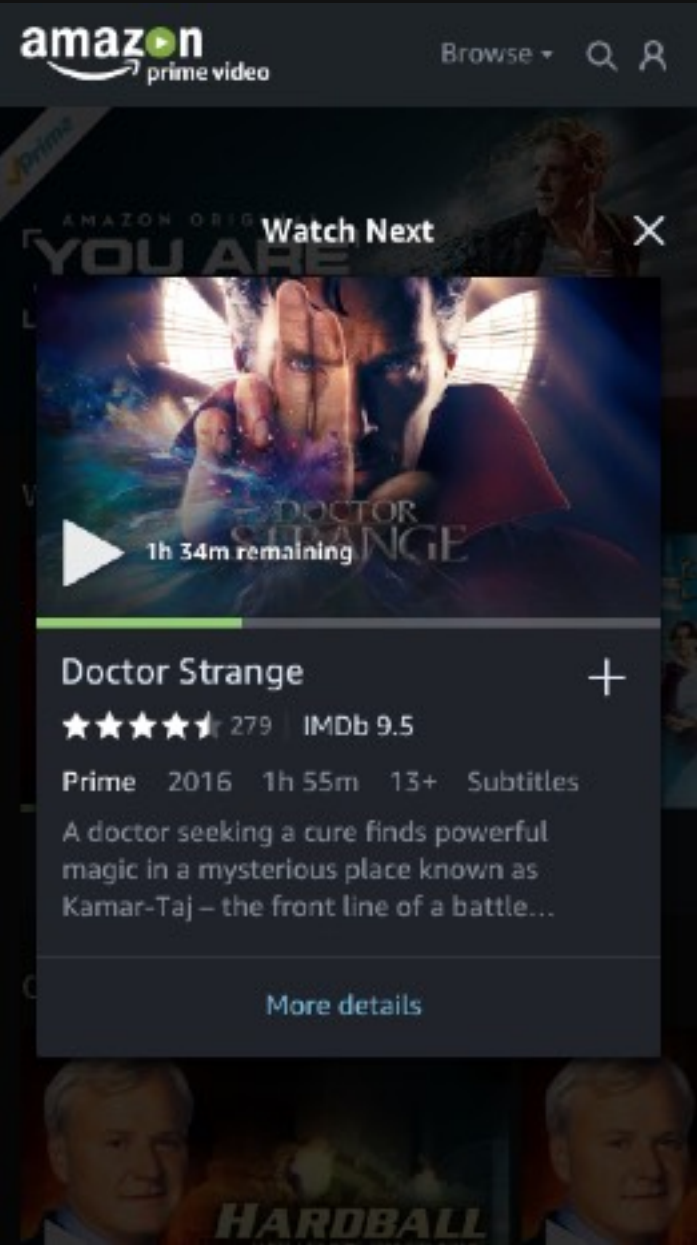 amazon
prime video
Browse
Prime
AMAZON ORIGINAL
YOU ARE
Watch Next
DOCTOR
STRANGE
1h 34m remaining
Doctor Strange
279 IMDb 9.5
Prime 2016 1h 55m 13+ Subtitles
A doctor seeking a cure finds powerful
magic in a mysterious place known as
Kamar-Taj – the front line of a battle...
More details
HARDBALL